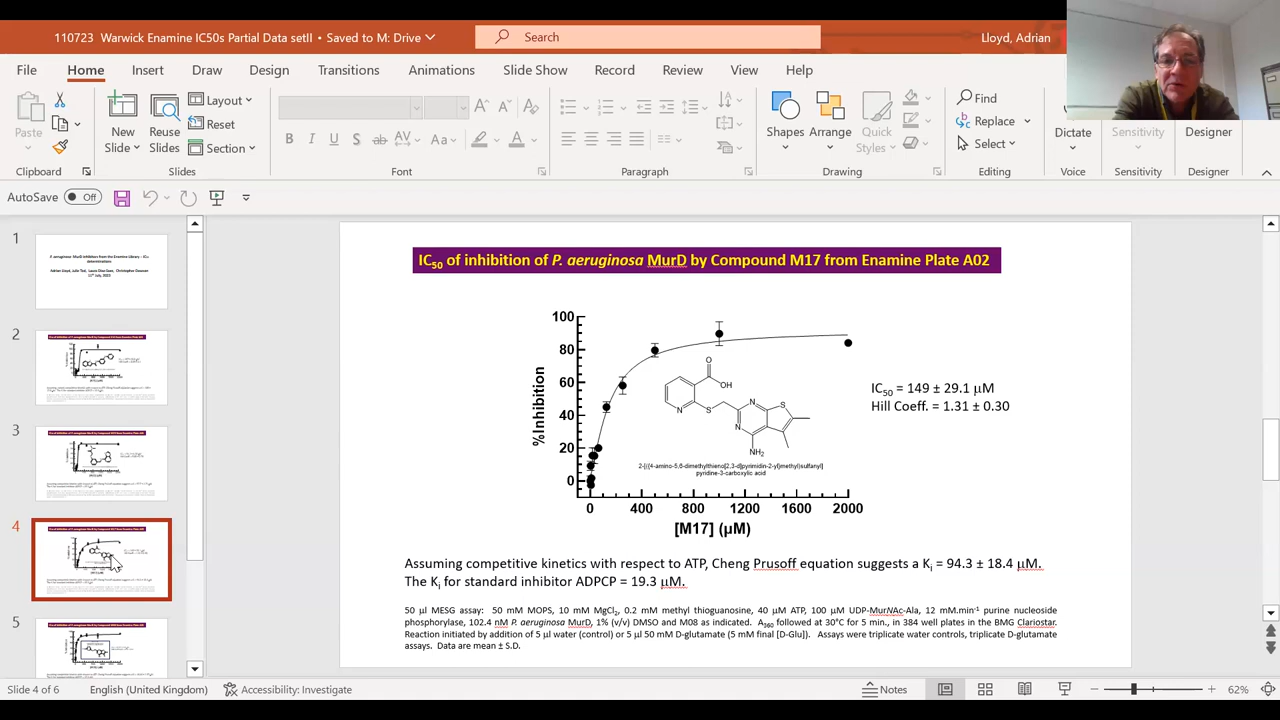 110723 Warwick Enamine IC50s Partial Data setII • Saved to M: Drive
Search
Lloyd, Adrian
File Home Insert Draw Design Transitions Animations Slide Show Record Review View Help
Paste
New Slide
Reuse Slides
Layout
Reset
Section
Find
Replace
Select
Shapes
Arrange
Quick Styles
Dictate
Sensitivity
Designer
Clipboard Slides Font Paragraph Drawing Editing Voice Sensitivity Designer
AutoSave Off
1
2
3
4
5
IC50 of inhibition of P. aeruginosa MurD by Compound M17 from Enamine Plate A02
% Inhibition
100
80
60
40
20
0
0 400 800 1200 1600 2000
[M17] (µM)
O
OH
N
S
N
N
S
NH2
2-[({4-amino-5,6-dimethylthieno[2,3-d]pyrimidin-2-yl}methyl)sulfanyl]
pyridine-3-carboxylic acid
IC50 = 149 ± 29.1 µM
Hill Coeff. = 1.31 ± 0.30
Assuming competitive kinetics with respect to ATP, Cheng Prusoff equation suggests a Ki = 94.3 ± 18.4 µM.
The Ki for standard inhibitor ADPCP = 19.3 µM.
50 µl MESG assay: 50 mM MOPS, 10 mM MgCl2, 0.2 mM methyl thioguanosine, 40 µM ATP, 100 µM UDP-MurNAc-Ala, 12 mM.min-1 purine nucleoside
phosphorylase, 102.4 nM P. aeruginosa MurD, 1% (v/v) DMSO and M08 as indicated. A360 followed at 30°C for 5 min., in 384 well plates in the BMG Clariostar.
Reaction initiated by addition of 5 µl water (control) or 5 µl 50 mM D-glutamate (5 mM final [D-Glu]). Assays were triplicate water controls, triplicate D-glutamate
assays. Data are mean ± S.D.
Slide 4 of 6
English (United Kingdom)
Accessibility: Investigate
Notes
62%